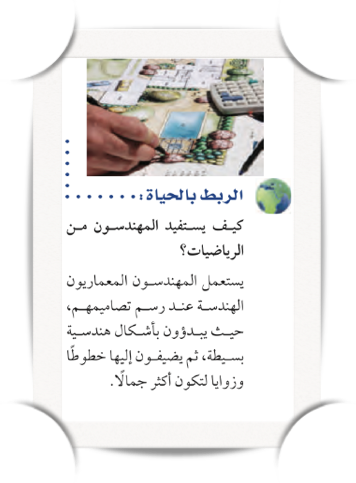 الربط بالحياة:
كيف يستفيد المهندسون من
الرياضيات؟
يستعمل المهندسون المعماريون
الهندسة عند رسم تصاميمهم،
حيث يبدؤون بأشكال هندسية
بسيطة، ثم يضيفون إليها خطوطًا
وزوايا لتكون أكثر جمالًا.